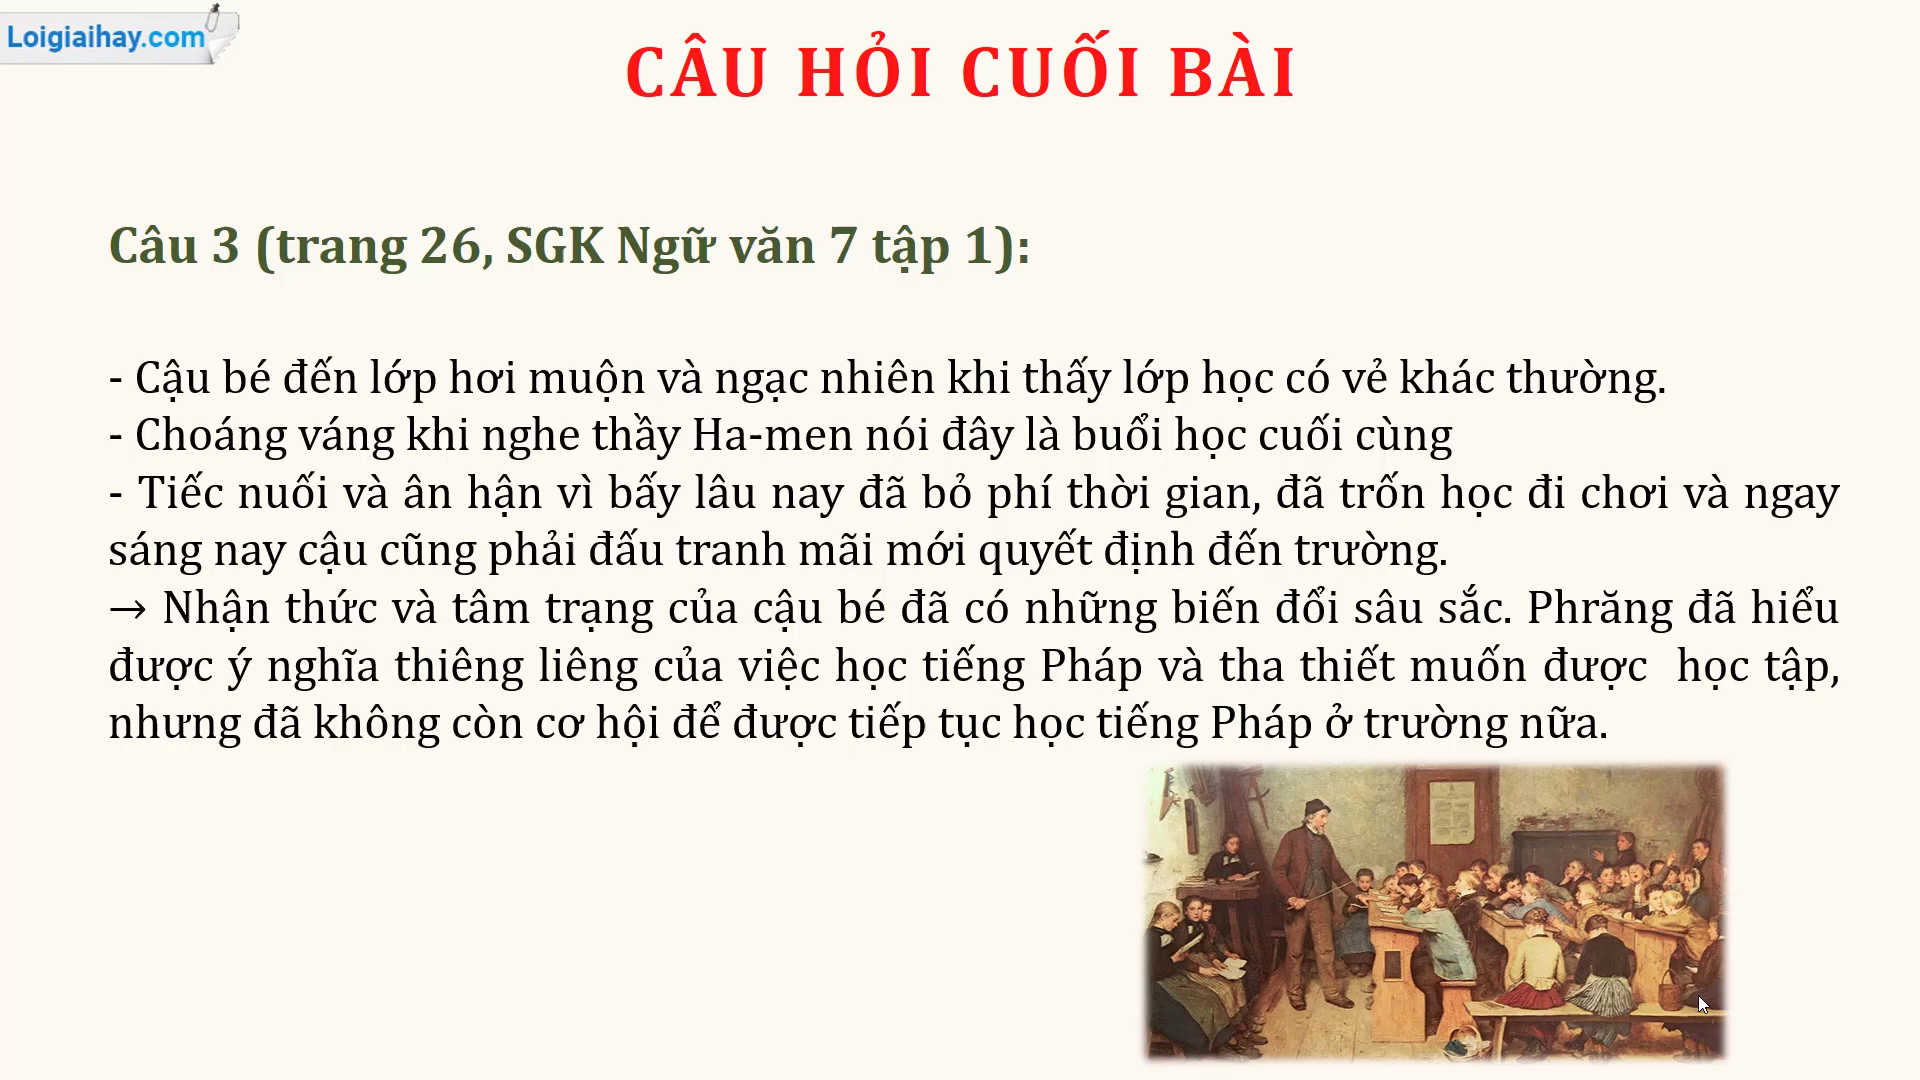 Loigiaihay.com
CÂU HỎI CUỐI BÀI
Câu 3 (trang 26, SGK Ngữ văn 7 tập 1):
- Cậu bé đến lớp hơi muộn và ngạc nhiên khi thấy lớp học có vẻ khác thường.
- Choáng váng khi nghe thầy Ha-men nói đây là buổi học cuối cùng
- Tiếc nuối và ân hận vì bấy lâu nay đã bỏ phí thời gian, đã trốn học đi chơi và ngay
sáng nay cậu cũng phải đấu tranh mãi mới quyết định đến trường.
→ Nhận thức và tâm trạng của cậu bé đã có những biến đổi sâu sắc. Phrăng đã hiểu
được ý nghĩa thiêng liêng của việc học tiếng Pháp và tha thiết muốn được  học tập,
nhưng đã không còn cơ hội để được tiếp tục học tiếng Pháp ở trường nữa.